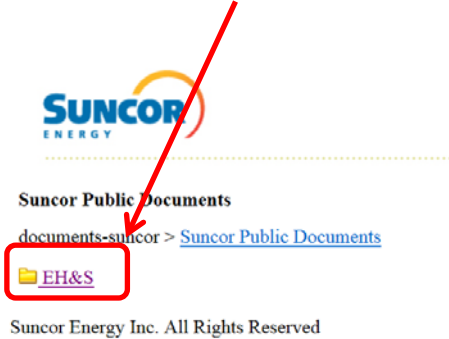 SUNCOR
ENERGY
Suncor Public Documents
documents-suncor > Suncor Public Documents
EH&S
Suncor Energy Inc. All Rights Reserved